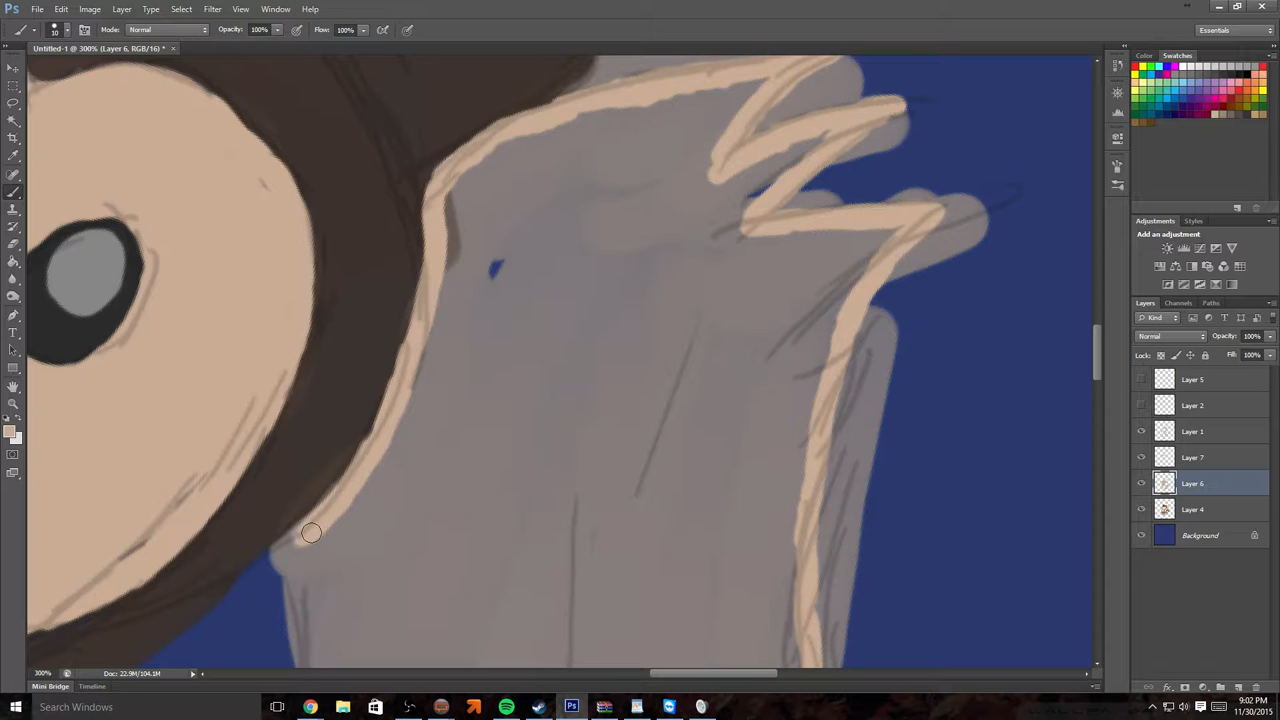 Ps File Edit Image Layer Type Select Filter 3D View Window Help
10 Mode: Normal Opacity: 100% Flow: 100% Essentials
Untitled-1 @ 300% (Layer 6, RGB/16) * ×
Color Swatches
Adjustments Styles
Add an adjustment
Layers Channels Paths
Kind
Normal Opacity: 100%
Lock: Fill: 100%
Layer 5
Layer 2
Layer 1
Layer 7
Layer 6
Layer 4
Background
300% Doc: 22.9M/104.1M
Mini Bridge Timeline
Search Windows
9:02 PM
11/30/2015